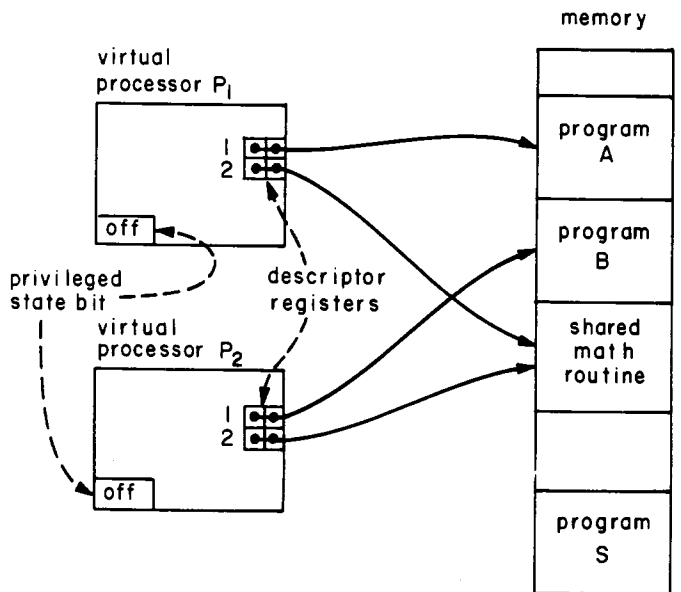 memory
virtual
processor P1
1
2
off
program
A
program
B
shared
math
routine
program
S
privileged
state bit
descriptor
registers
virtual
processor P2
1
2
off